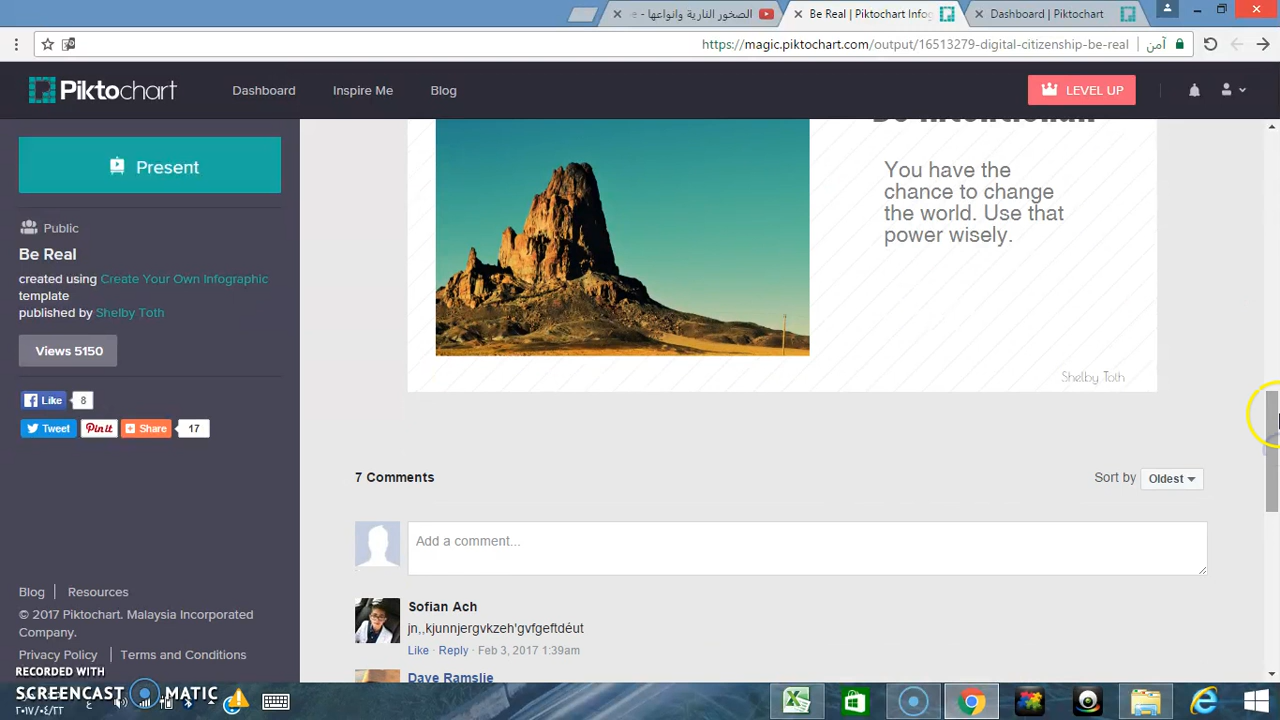 الصخور النارية وانواعها - e
Be Real | Piktochart Infog
Dashboard | Piktochart
https://magic.piktochart.com/output/16513279-digital-citizenship-be-real
آمن
Piktochart
Dashboard
Inspire Me
Blog
LEVEL UP
Present
Public
Be Real
created using Create Your Own Infographic
template
published by Shelby Toth
Views 5150
Like 8
Tweet
Pin it
Share 17
You have the
chance to change
the world. Use that
power wisely.
Shelby Toth
7 Comments
Sort by Oldest
Add a comment...
Sofian Ach
jn,,kjunnjergvkzeh'gvfgeftdéut
Like · Reply · Feb 3, 2017 1:39am
Dave Ramslie
Blog | Resources
© 2017 Piktochart. Malaysia Incorporated
Company.
Privacy Policy | Terms and Conditions
RECORDED WITH
SCREENCAST MATIC